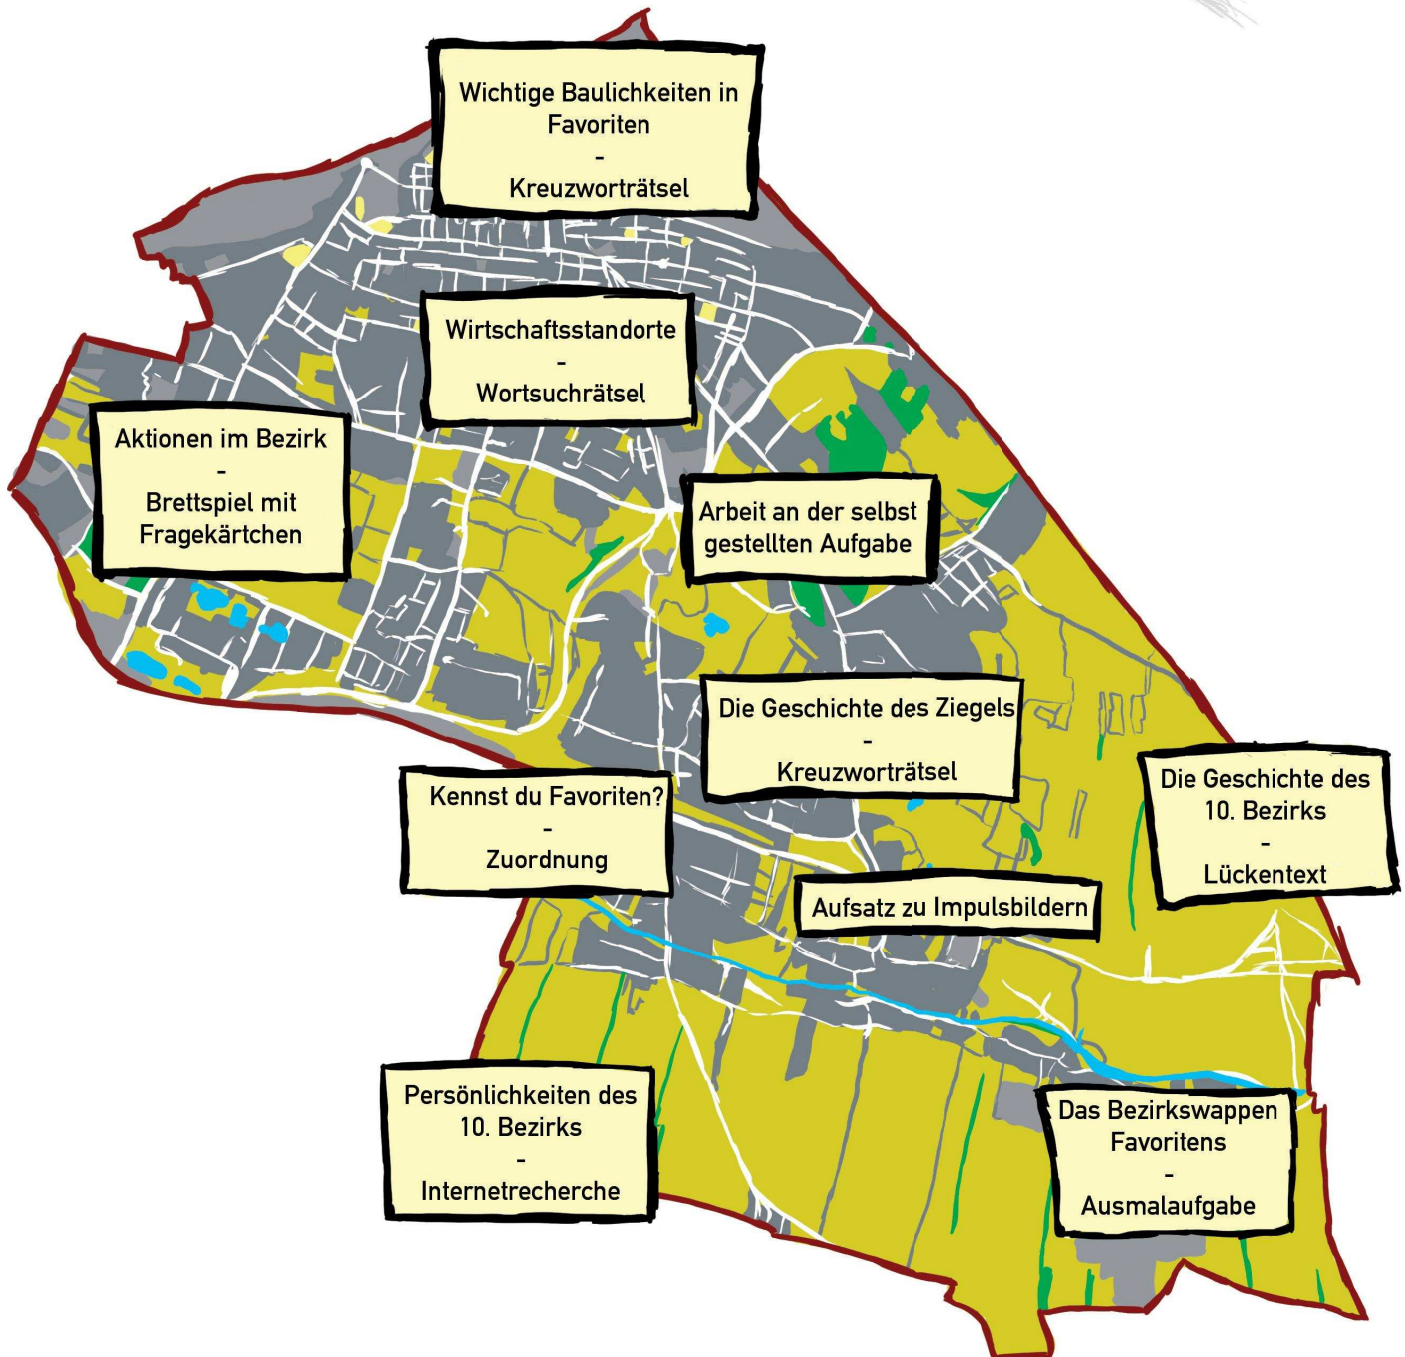 Wichtige Baulichkeiten in
Favoriten
-
Kreuzworträtsel
Wirtschaftsstandorte
-
Wortsuchrätsel
Aktionen im Bezirk
-
Brettspiel mit
Fragekärtchen
Arbeit an der selbst
gestellten Aufgabe
Die Geschichte des Ziegels
-
Kreuzworträtsel
Kennst du Favoriten?
-
Zuordnung
Die Geschichte des
10. Bezirks
-
Lückentext
Aufsatz zu Impulsbildern
Persönlichkeiten des
10. Bezirks
-
Internetrecherche
Das Bezirkswappen
Favoritens
-
Ausmalaufgabe